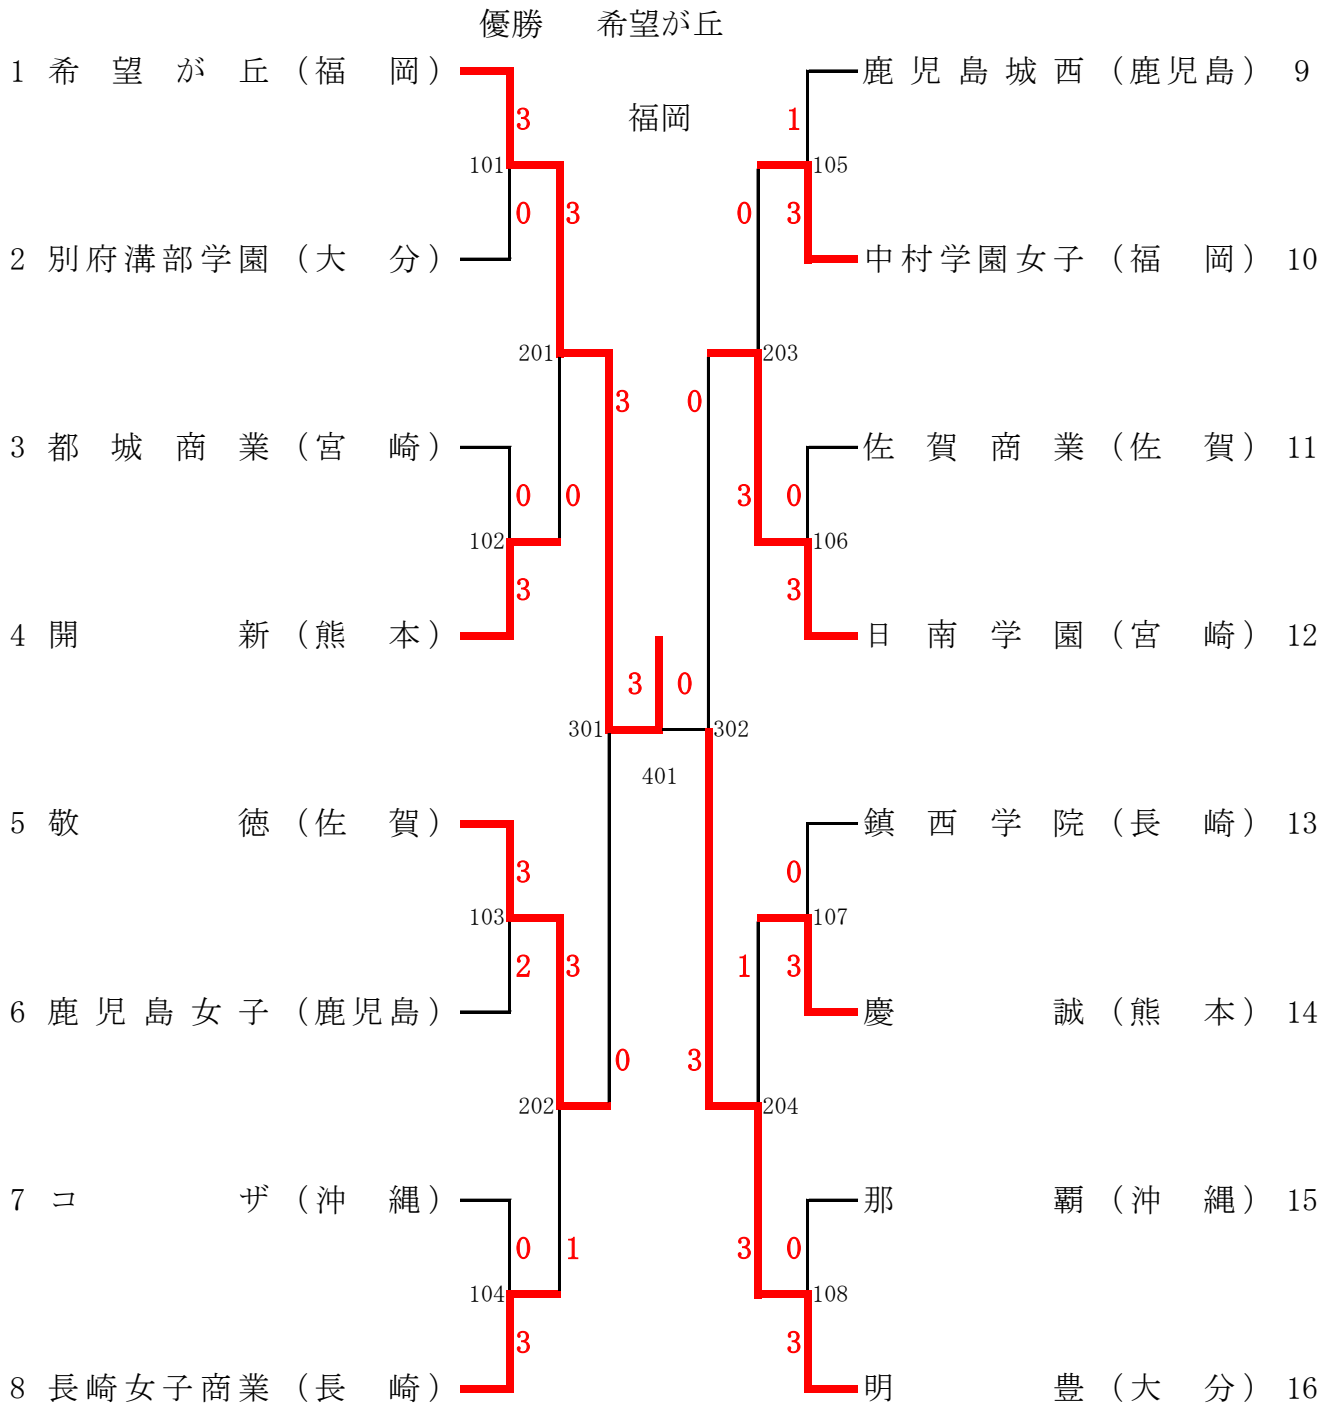 優勝 希望が丘
1 希望が丘（福岡） 鹿児島城西（鹿児島） 9
3 福岡 1
101 105
0 3 0 3
2 別府溝部学園（大分） 中村学園女子（福岡） 10
201 203
3 0
3 都城商業（宮崎） 佐賀商業（佐賀） 11
0 0 3 0
102 106
3 3
4 開新（熊本） 日南学園（宮崎） 12
3 0
301 302
401
5 敬徳（佐賀） 鎮西学院（長崎） 13
3 0
103 107
2 3 1 3
6 鹿児島女子（鹿児島） 慶誠（熊本） 14
0 3
202 204
7 コザ（沖縄） 那覇（沖縄） 15
0 1 3 0
104 108
3 3
8 長崎女子商業（長崎） 明豊（大分） 16